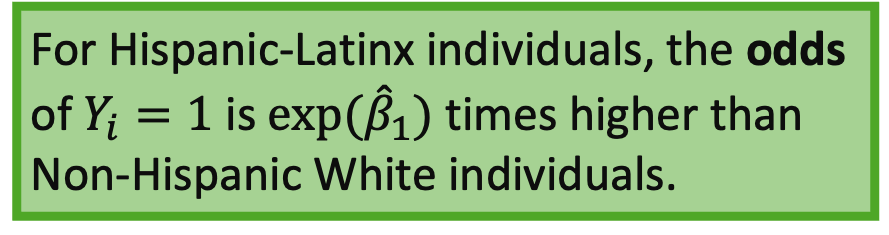 For Hispanic-Latinx individuals, the odds
of Yᵢ = 1 is exp(β̂₁) times higher than
Non-Hispanic White individuals.